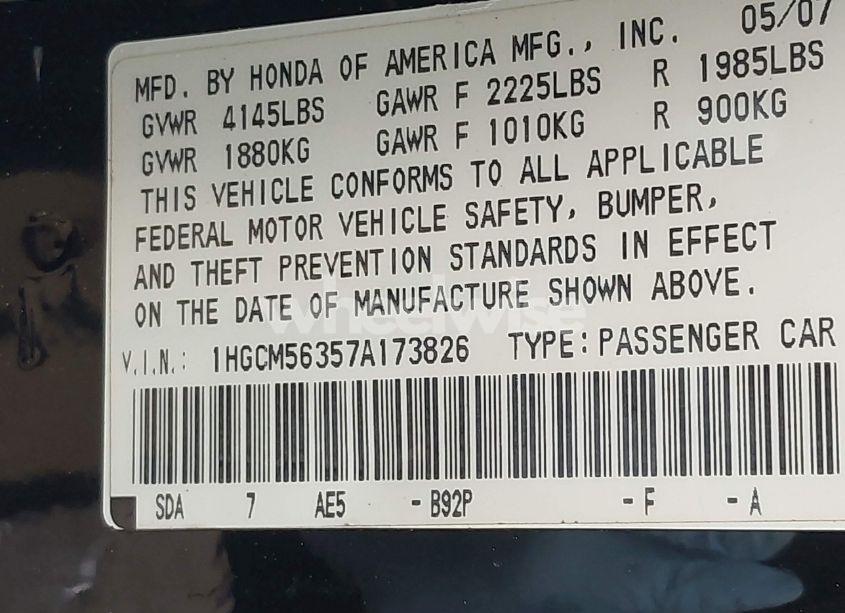 05/07
MFD. BY HONDA OF AMERICA MFG., INC.
GVWR 4145LBS GAWR F 2225LBS R 1985LBS
GVWR 1880KG GAWR F 1010KG R 900KG
THIS VEHICLE CONFORMS TO ALL APPLICABLE
FEDERAL MOTOR VEHICLE SAFETY, BUMPER,
AND THEFT PREVENTION STANDARDS IN EFFECT
ON THE DATE OF MANUFACTURE SHOWN ABOVE.
wheelwise
V.I.N.: 1HGCM56357A173826 TYPE: PASSENGER CAR
SDA 7 AE5 -B92P -F -A